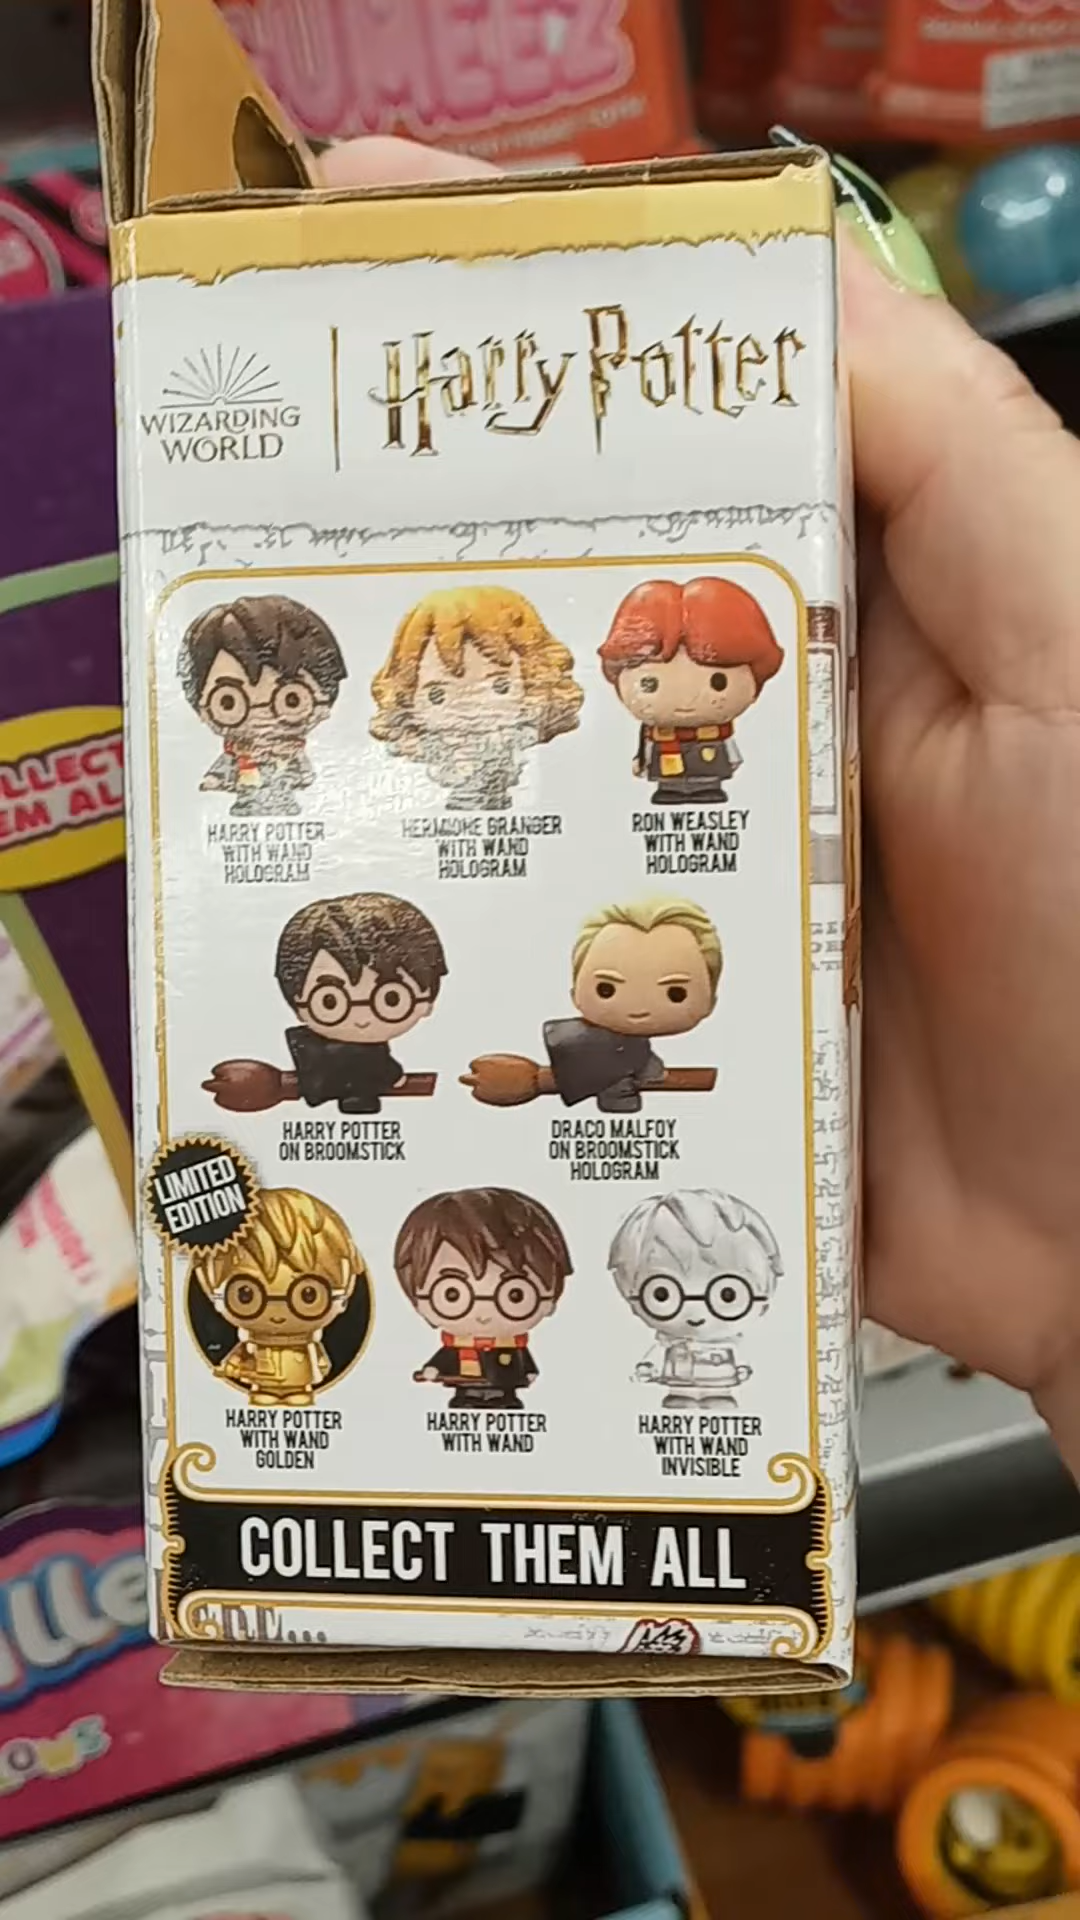 WIZARDING
WORLD
Harry Potter
HARRY POTTER
WITH WAND
HOLOGRAM
HERMIONE GRANGER
WITH WAND
HOLOGRAM
RON WEASLEY
WITH WAND
HOLOGRAM
HARRY POTTER
ON BROOMSTICK
DRACO MALFOY
ON BROOMSTICK
HOLOGRAM
LIMITED
EDITION
HARRY POTTER
WITH WAND
GOLDEN
HARRY POTTER
WITH WAND
HARRY POTTER
WITH WAND
INVISIBLE
COLLECT THEM ALL